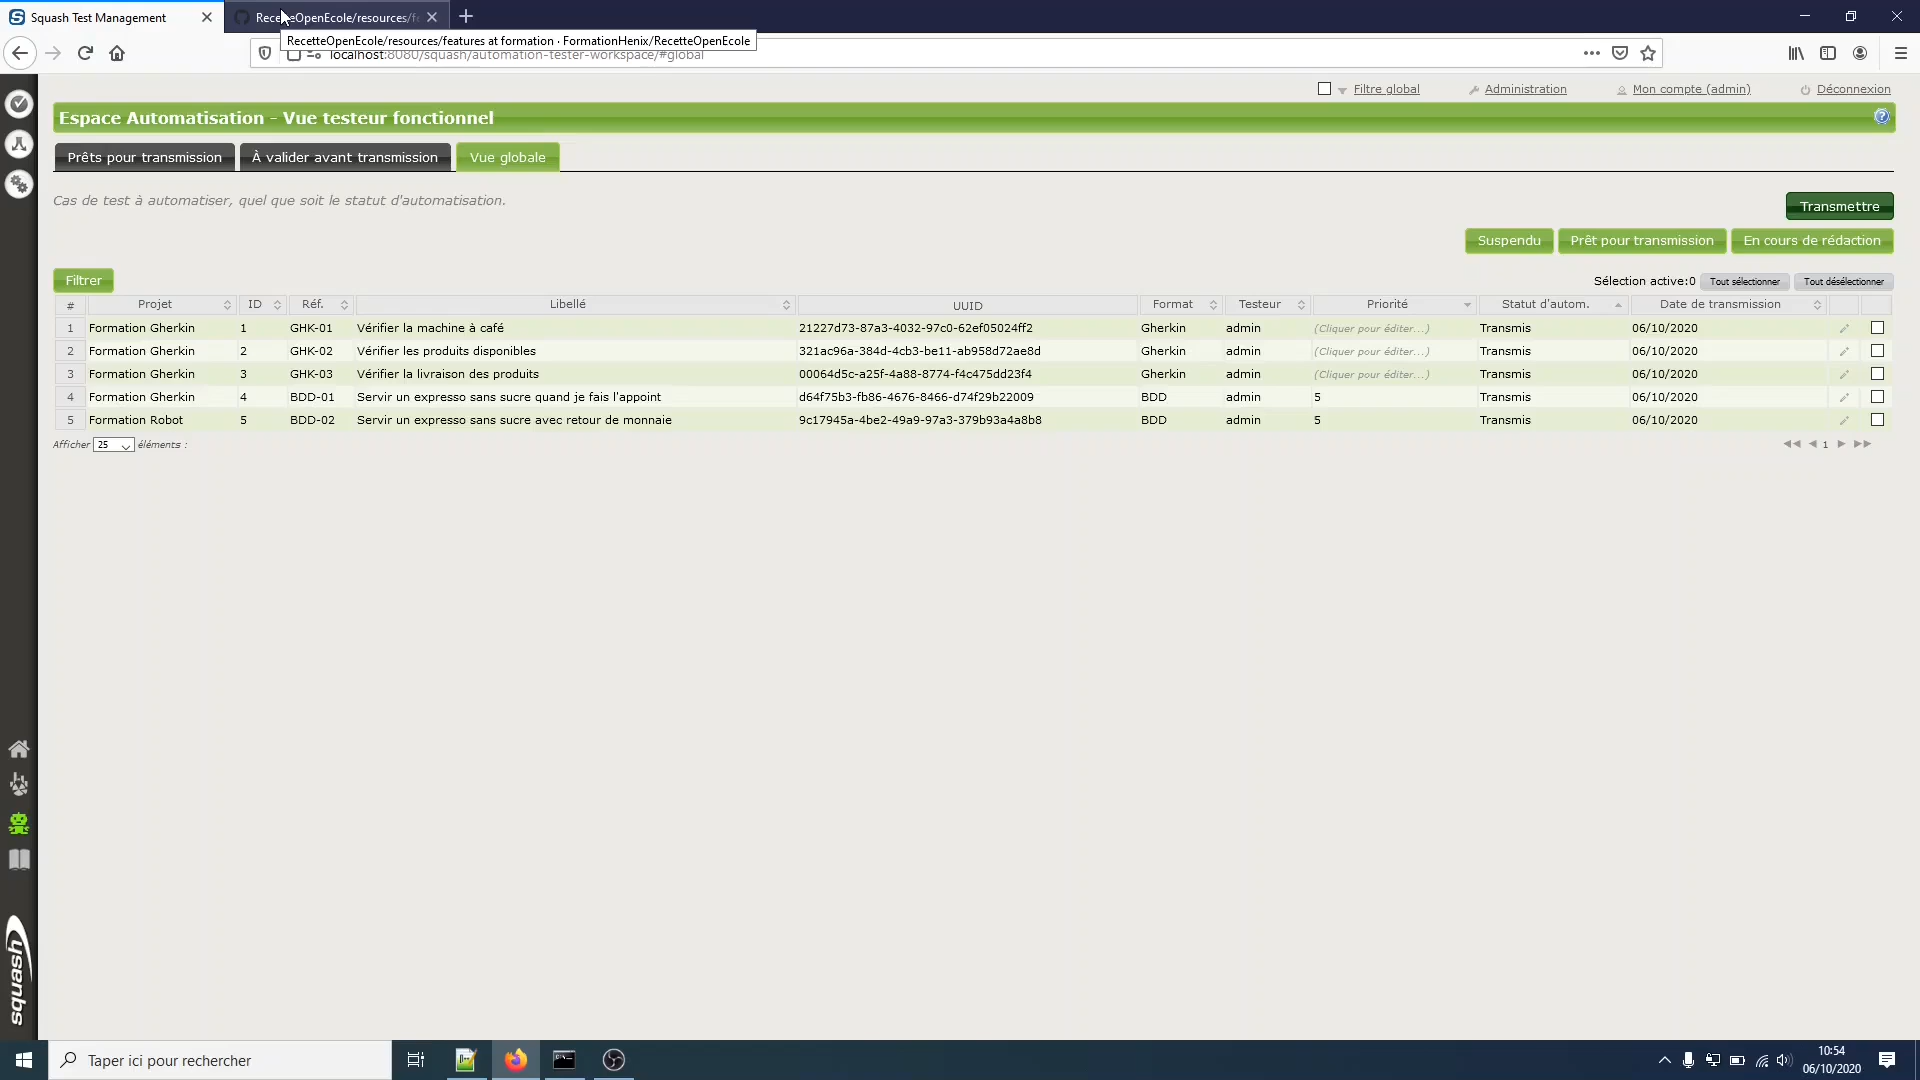 Squash Test Management
RecetteOpenEcole/resources/f
RecetteOpenEcole/resources/features at formation · FormationHenix/RecetteOpenEcole
localhost:8080/squash/automation-tester-workspace/#global
Filtre global
Administration
Mon compte (admin)
Déconnexion
Espace Automatisation - Vue testeur fonctionnel
Prêts pour transmission
À valider avant transmission
Vue globale
Cas de test à automatiser, quel que soit le statut d'automatisation.
Transmettre
Suspendu
Prêt pour transmission
En cours de rédaction
Filtrer
Sélection active:0
Tout sélectionner
Tout désélectionner
# Projet ID Réf. Libellé UUID Format Testeur Priorité Statut d'autom. Date de transmission
1 Formation Gherkin 1 GHK-01 Vérifier la machine à café 21227d73-87a3-4032-97c0-62ef05024ff2 Gherkin admin (Cliquer pour éditer...) Transmis 06/10/2020
2 Formation Gherkin 2 GHK-02 Vérifier les produits disponibles 321ac96a-384d-4cb3-be11-ab958d72ae8d Gherkin admin (Cliquer pour éditer...) Transmis 06/10/2020
3 Formation Gherkin 3 GHK-03 Vérifier la livraison des produits 00064d5c-a25f-4a88-8774-f4c475dd23f4 Gherkin admin (Cliquer pour éditer...) Transmis 06/10/2020
4 Formation Gherkin 4 BDD-01 Servir un expresso sans sucre quand je fais l'appoint d64f75b3-fb86-4676-8466-d74f29b22009 BDD admin 5 Transmis 06/10/2020
5 Formation Robot 5 BDD-02 Servir un expresso sans sucre avec retour de monnaie 9c17945a-4be2-49a9-97a3-379b93a4a8b8 BDD admin 5 Transmis 06/10/2020
Afficher 25 éléments :
1
squash
Taper ici pour rechercher
10:54
06/10/2020